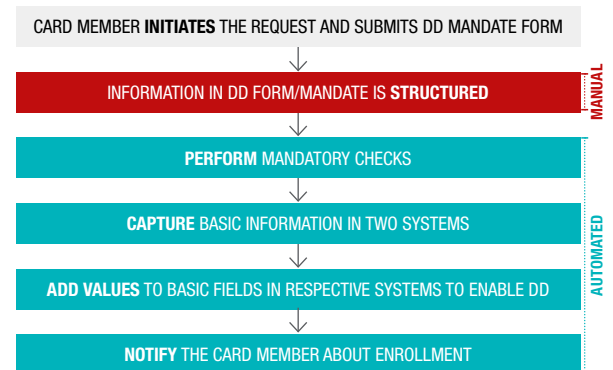 CARD MEMBER INITIATES THE REQUEST AND SUBMITS DD MANDATE FORM
INFORMATION IN DD FORM/MANDATE IS STRUCTURED
MANUAL
PERFORM MANDATORY CHECKS
CAPTURE BASIC INFORMATION IN TWO SYSTEMS
ADD VALUES TO BASIC FIELDS IN RESPECTIVE SYSTEMS TO ENABLE DD
NOTIFY THE CARD MEMBER ABOUT ENROLLMENT
AUTOMATED